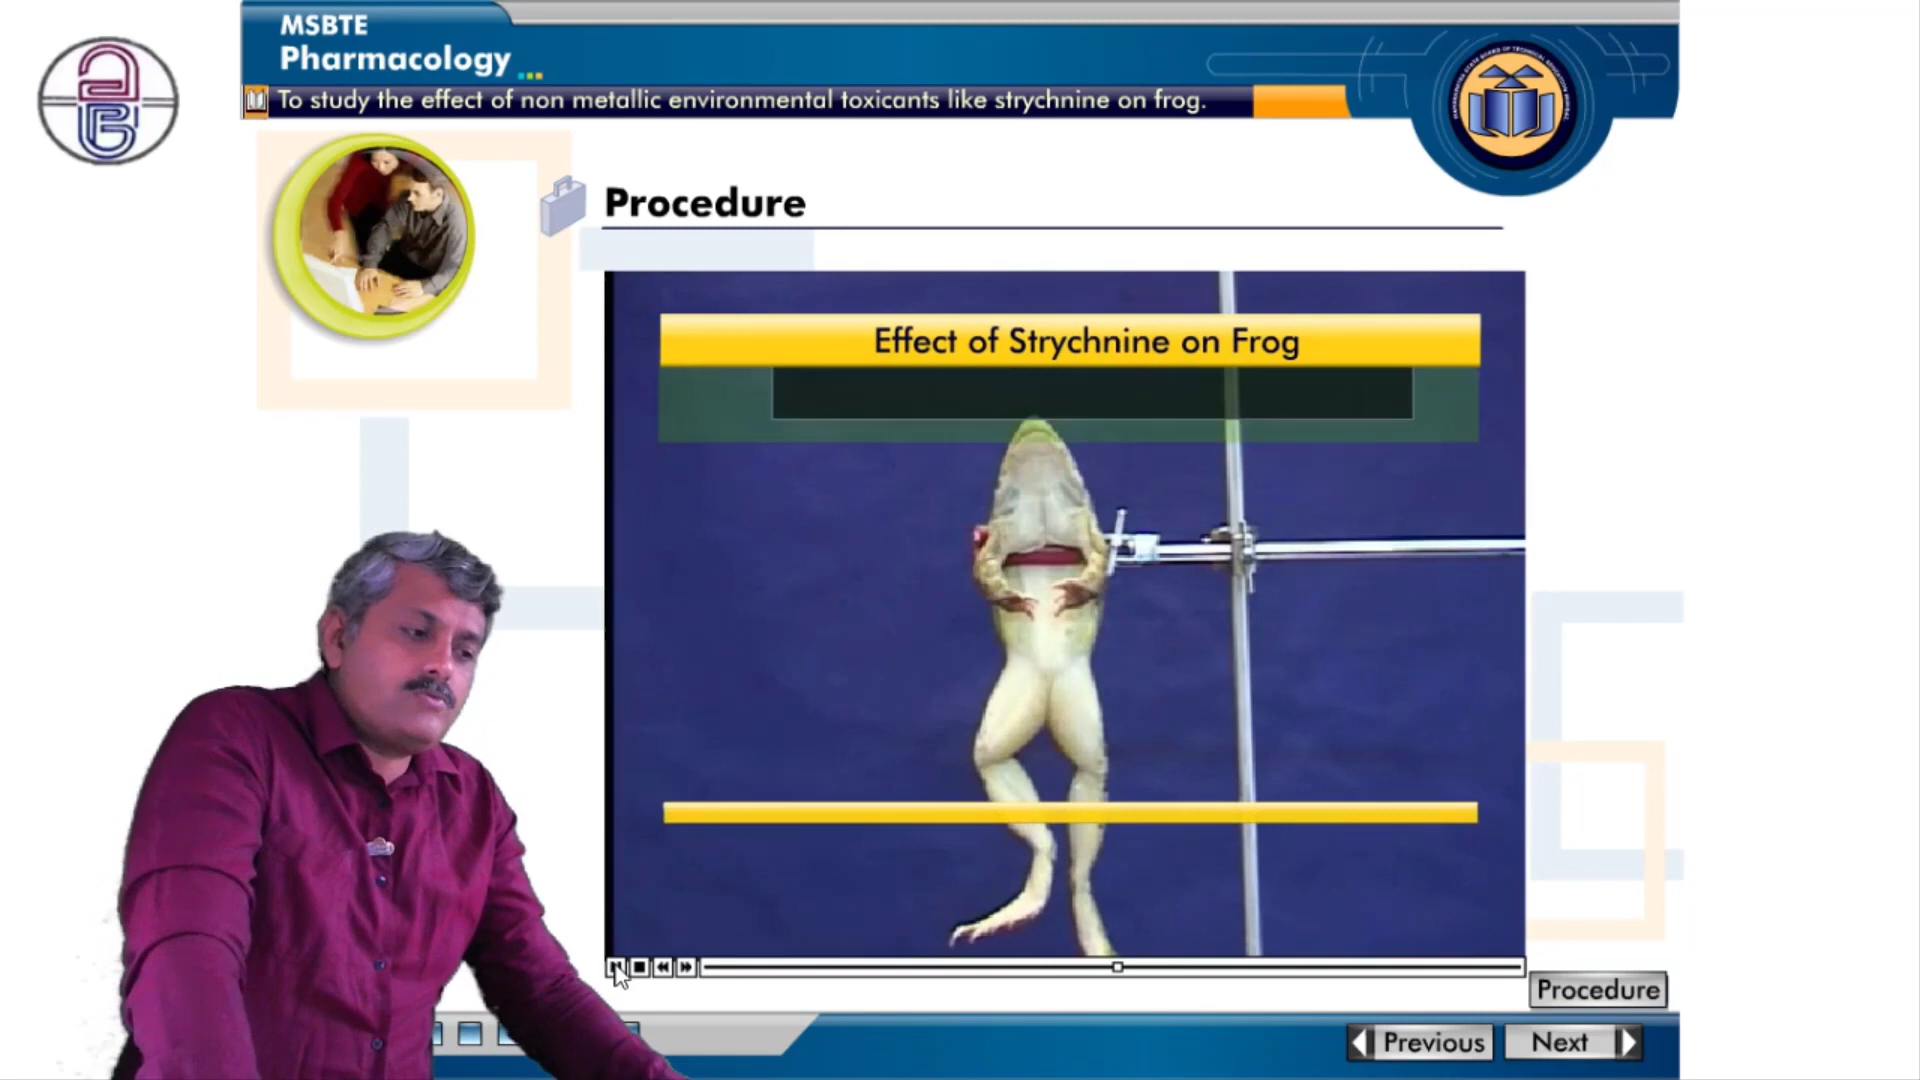 MSBTE
Pharmacology
To study the effect of non metallic environmental toxicants like strychnine on frog.
Procedure
Effect of Strychnine on Frog
Procedure
Previous
Next